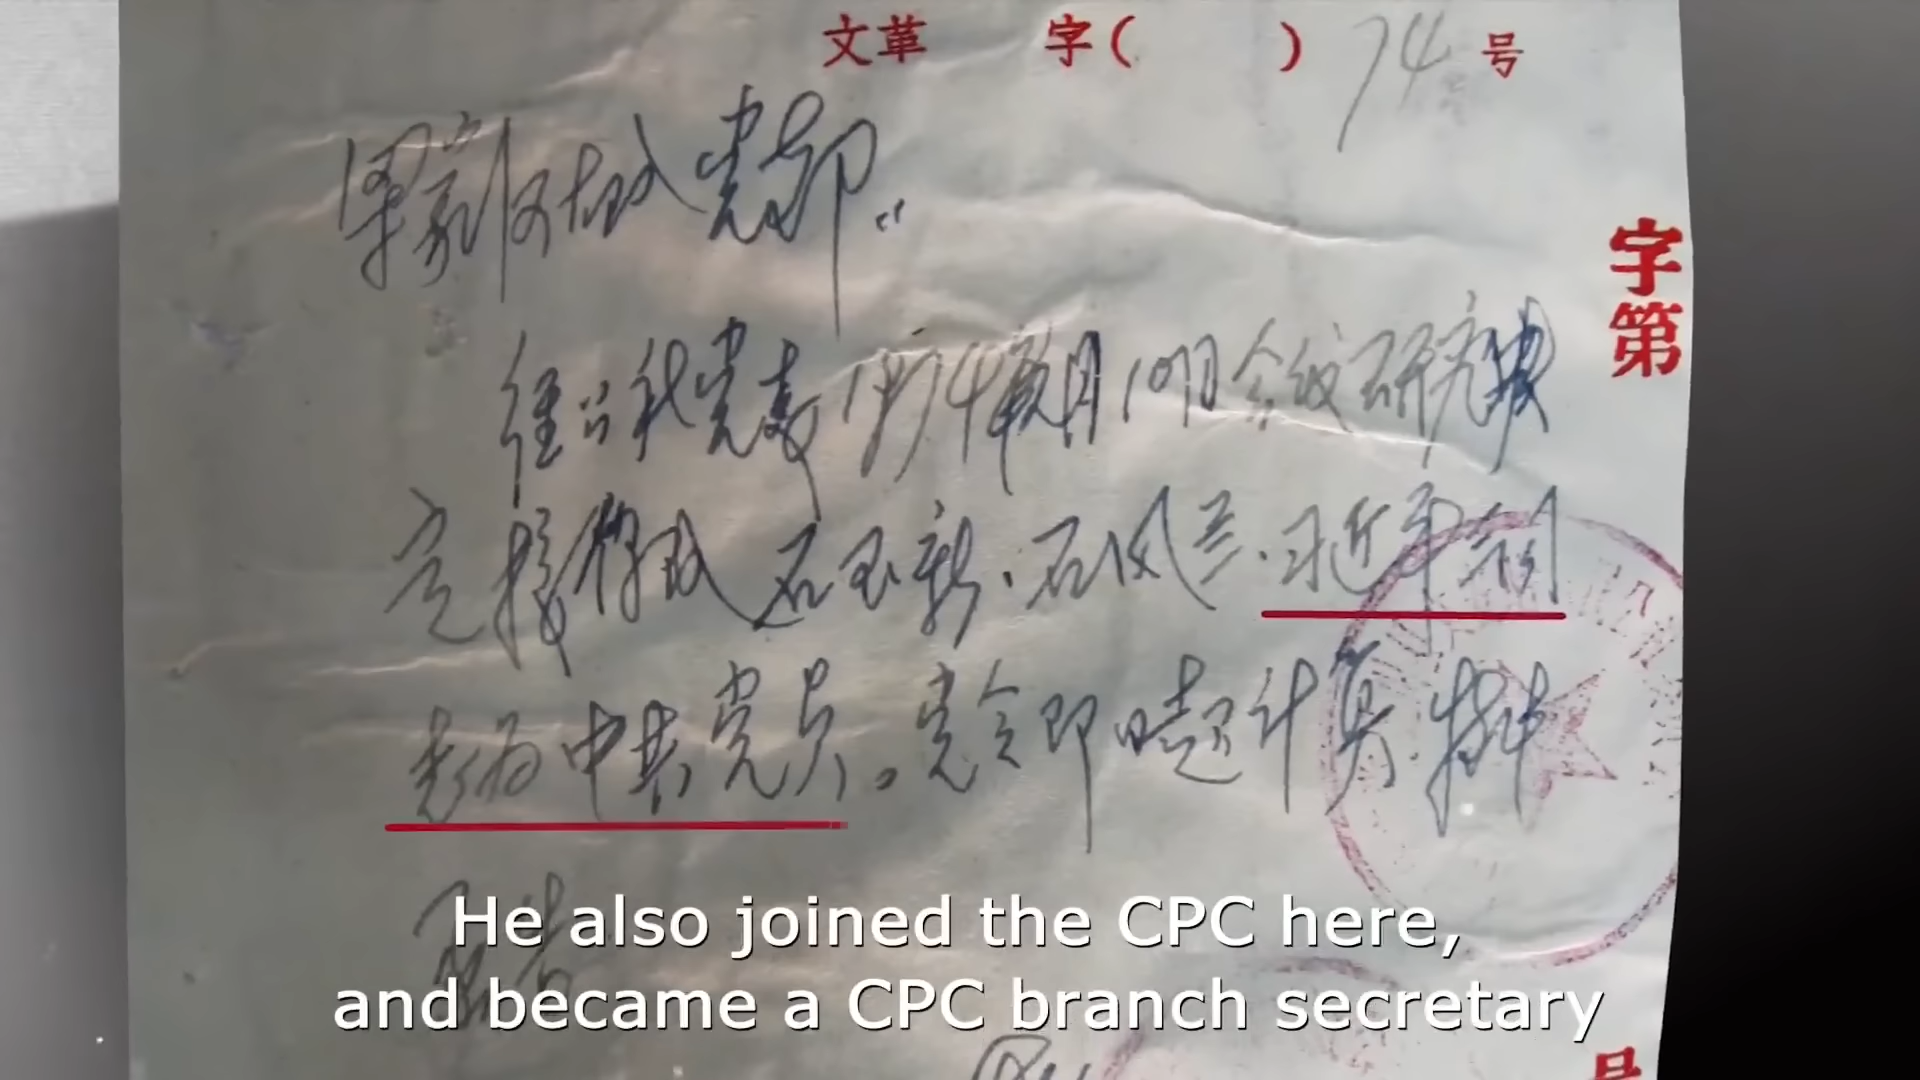 文革 字( ) 74 号
梁家河大队党支部:
经公社党委1974年 月10日会议研究决
定接收 石玉新、石凤兰、习近平 同
志为中共党员。党令即日起计算. 特此
字第
号
He also joined the CPC here,
and became a CPC branch secretary